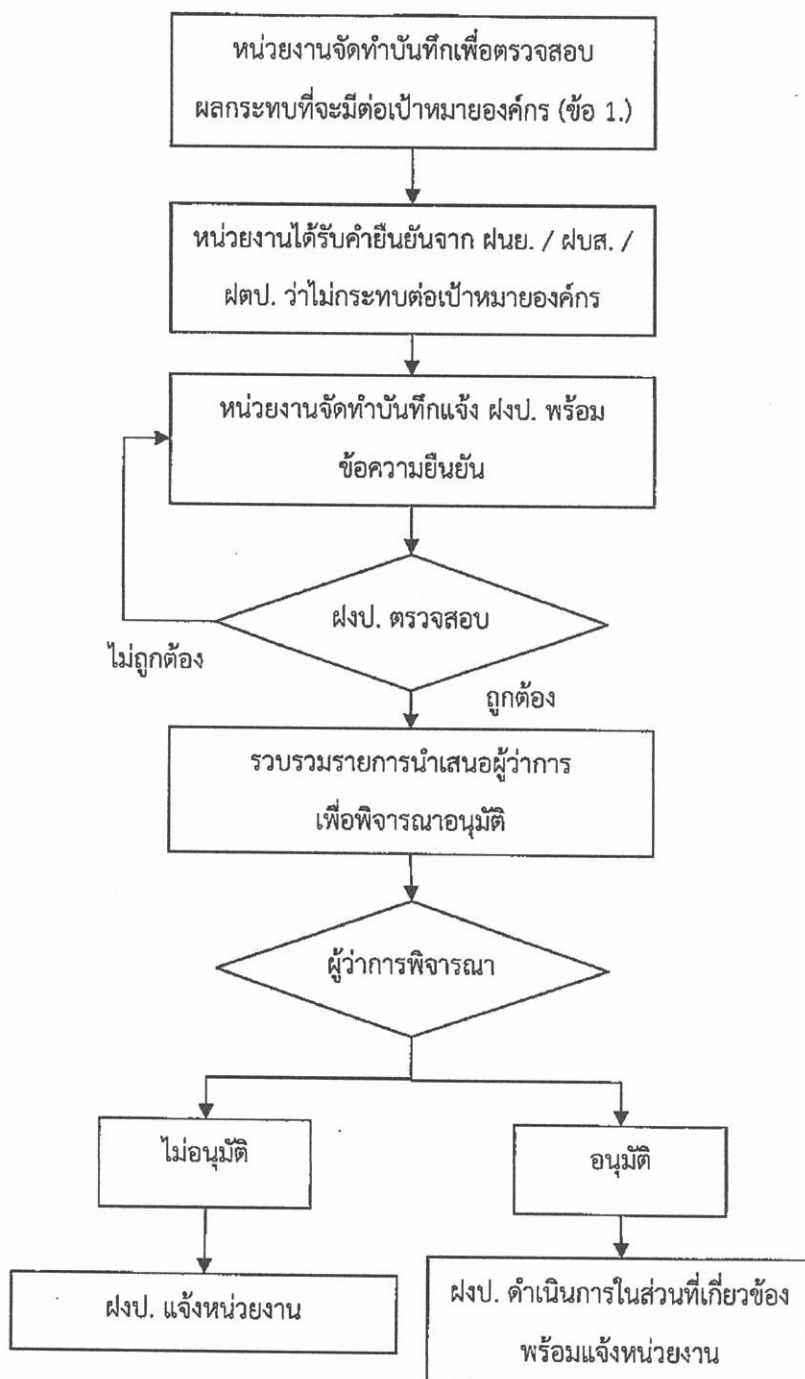 หน่วยงานจัดทำบันทึกเพื่อตรวจสอบ
ผลกระทบที่จะมีต่อเป้าหมายองค์กร (ข้อ 1.)
หน่วยงานได้รับคำยืนยันจาก ฝนย. / ฝบส. /
ฝตป. ว่าไม่กระทบต่อเป้าหมายองค์กร
หน่วยงานจัดทำบันทึกแจ้ง ฝงป. พร้อม
ข้อความยืนยัน
ฝงป. ตรวจสอบ
ไม่ถูกต้อง
ถูกต้อง
รวบรวมรายการนำเสนอผู้ว่าการ
เพื่อพิจารณาอนุมัติ
ผู้ว่าการพิจารณา
ไม่อนุมัติ
อนุมัติ
ฝงป. แจ้งหน่วยงาน
ฝงป. ดำเนินการในส่วนที่เกี่ยวข้อง
พร้อมแจ้งหน่วยงาน